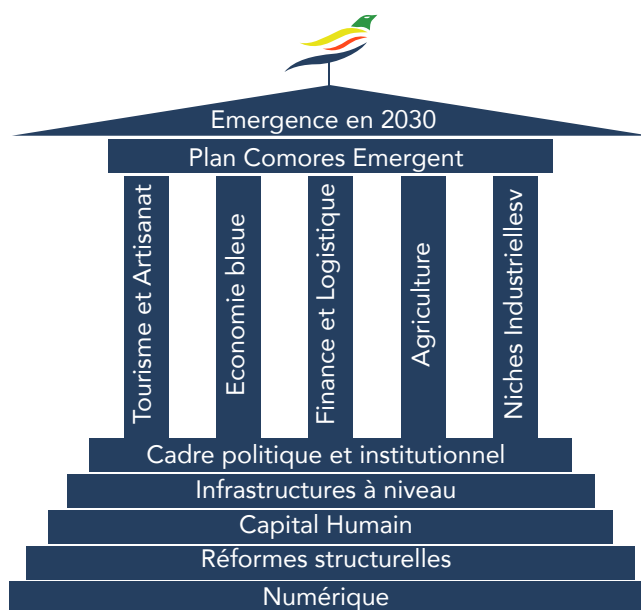 Emergence en 2030
Plan Comores Emergent
Tourisme et Artisanat
Economie bleue
Finance et Logistique
Agriculture
Niches Industriellesv
Cadre politique et institutionnel
Infrastructures à niveau
Capital Humain
Réformes structurelles
Numérique